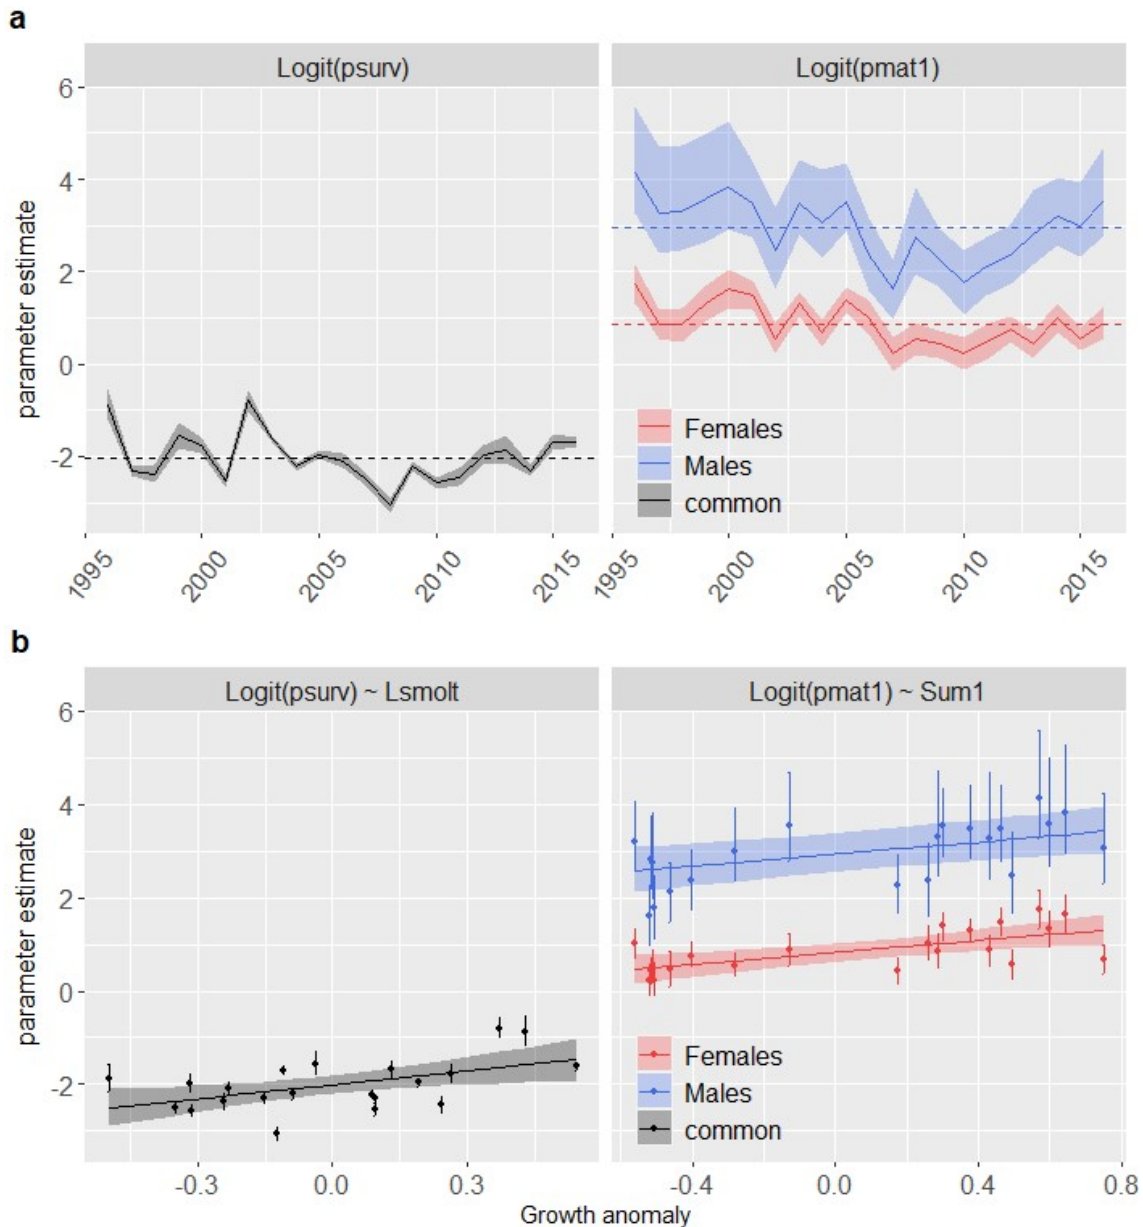 a
Logit(psurv)
Logit(pmat1)
parameter estimate
6
4
2
0
-2
Females
Males
common
1995
2000
2005
2010
2015
1995
2000
2005
2010
2015
b
Logit(psurv) ~ Lsmolt
Logit(pmat1) ~ Sum1
parameter estimate
6
4
2
0
-2
Females
Males
common
-0.3
0.0
0.3
-0.4
0.0
0.4
0.8
Growth anomaly